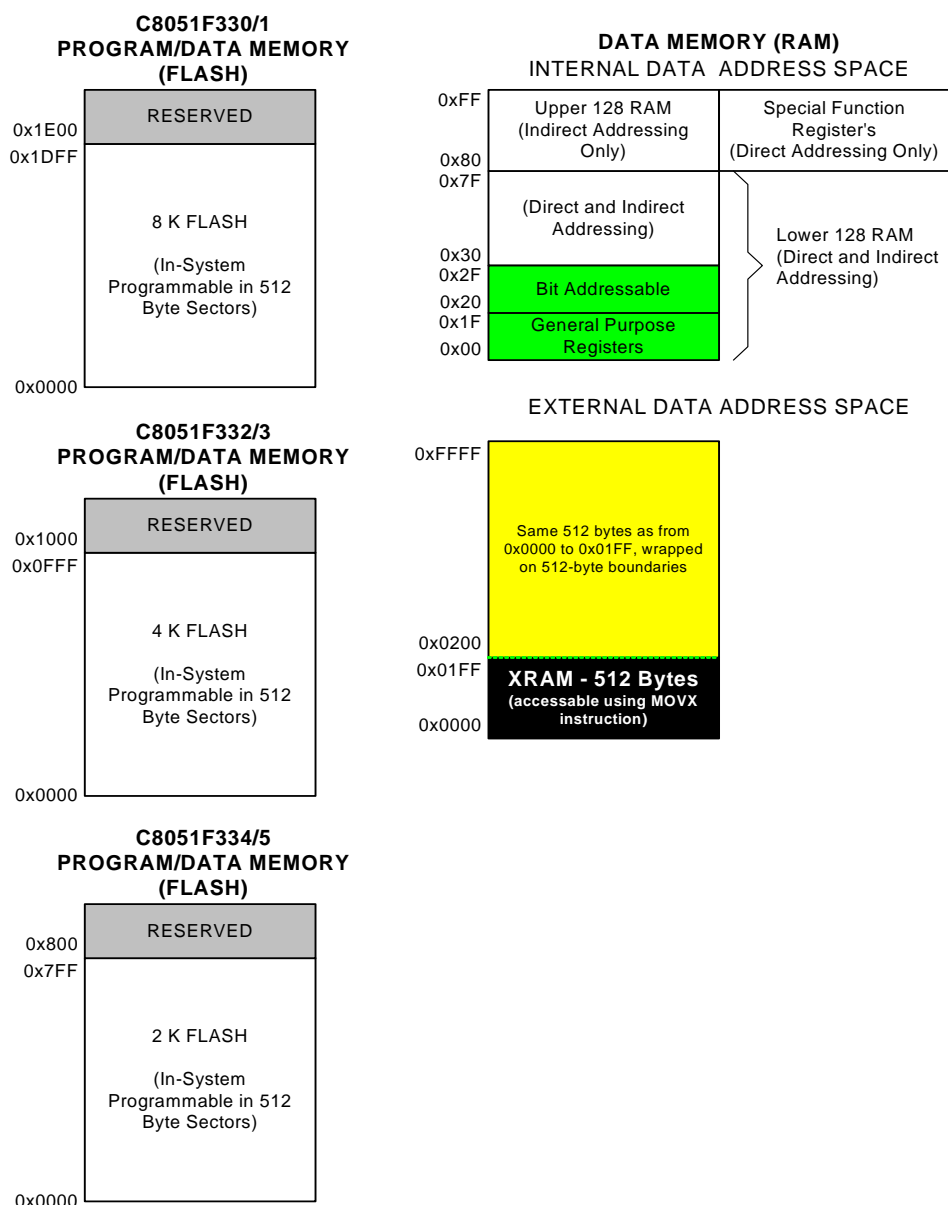 C8051F330/1
PROGRAM/DATA MEMORY
(FLASH)
RESERVED
0x1E00
0x1DFF
8 K FLASH
(In-System
Programmable in 512
Byte Sectors)
0x0000
C8051F332/3
PROGRAM/DATA MEMORY
(FLASH)
RESERVED
0x1000
0x0FFF
4 K FLASH
(In-System
Programmable in 512
Byte Sectors)
0x0000
C8051F334/5
PROGRAM/DATA MEMORY
(FLASH)
RESERVED
0x800
0x7FF
2 K FLASH
(In-System
Programmable in 512
Byte Sectors)
0x0000
DATA MEMORY (RAM)
INTERNAL DATA ADDRESS SPACE
0xFF
Upper 128 RAM
(Indirect Addressing
Only)
Special Function
Register's
(Direct Addressing Only)
0x80
0x7F
(Direct and Indirect
Addressing)
Lower 128 RAM
(Direct and Indirect
Addressing)
0x30
0x2F
Bit Addressable
0x20
0x1F
General Purpose
Registers
0x00
EXTERNAL DATA ADDRESS SPACE
0xFFFF
Same 512 bytes as from
0x0000 to 0x01FF, wrapped
on 512-byte boundaries
0x0200
0x01FF
XRAM - 512 Bytes
(accessable using MOVX
instruction)
0x0000